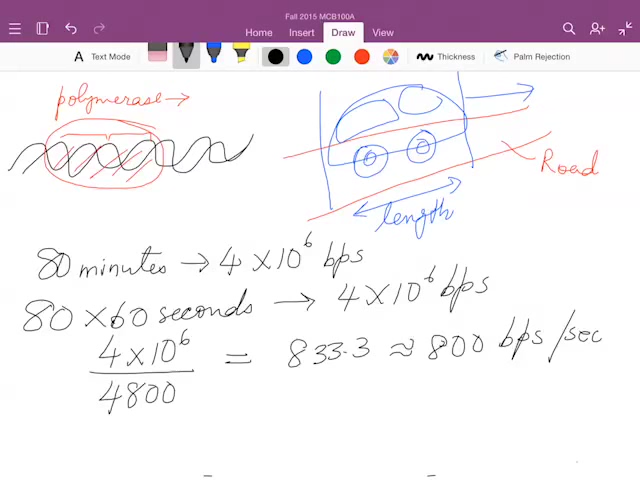 Fall 2015 MCB100A
Home Insert Draw View
A Text Mode Thickness Palm Rejection
polymerase→
Road
length
80 minutes → 4 × 10⁶ bps
80 × 60 seconds → 4 × 10⁶ bps
4 × 10⁶
= 833.3 ≈ 800 bps/sec
4800